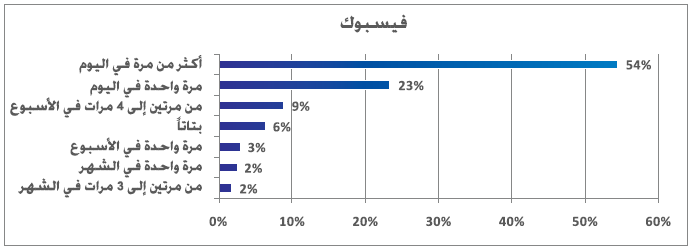 فيسبوك
أكثر من مرة في اليوم 54%
مرة واحدة في اليوم 23%
من مرتين إلى 4 مرات في الأسبوع 9%
بتاتاً 6%
مرة واحدة في الأسبوع 3%
مرة واحدة في الشهر 2%
من مرتين إلى 3 مرات في الشهر 2%
0% 10% 20% 30% 40% 50% 60%